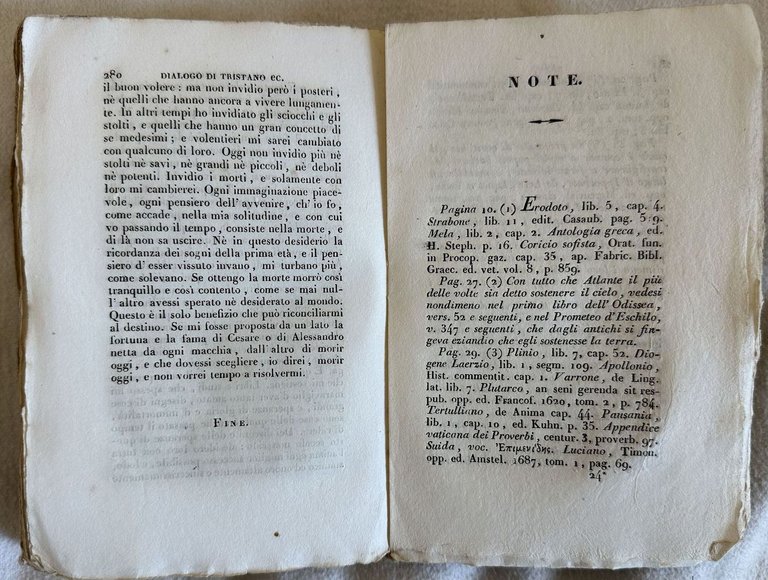 280 DIALOGO DI TRISTANO EC.
il buon volere : ma non invidio però i posteri,
nè quelli che hanno ancora a vivere lungamen-
te. In altri tempi ho invidiato gli sciocchi e gli
stolti, e quelli che hanno un gran concetto di
se medesimi; e volentieri mi sarei cambiato
con qualcuno di loro. Oggi non invidio più nè
stolti nè savi, nè grandi nè piccoli, nè deboli
nè potenti. Invidio i morti, e solamente con
loro mi cambierei. Ogni immaginazione piace-
vole, ogni pensiero dell' avvenire, ch' io fo,
come accade, nella mia solitudine, e con cui
vo passando il tempo, consiste nella morte, e
di là non sa uscire. Nè in questo desiderio la
ricordanza dei sogni della prima età, e il pen-
siero d' esser vissuto invano, mi turbano più,
come solevano. Se ottengo la morte morrò così
tranquillo e così contento, come se mai null'
altro avessi sperato nè desiderato al mondo.
Questo è il solo benefizio che può riconciliarmi
al destino. Se mi fosse proposta da un lato la
fortuna e la fama di Cesare o di Alessandro
netta da ogni macchia, dall' altro di morir
oggi, e che dovessi scegliere, io direi, morir
oggi, e non vorrei tempo a risolvermi.
FINE.
NOTE.
Pagina 10. (1) Erodoto, lib. 5, cap. 4.
Strabone, lib. 11, edit. Casaub. pag. 519.
Mela, lib. 2, cap. 2. Antologia greca, ed.
H. Steph. p. 16. Coricio sofista, Orat. fun.
in Procop. gaz. cap. 35, ap. Fabric. Bibl.
Graec. ed. vet. vol. 8, p. 859.
Pag. 27. (2) Con tutto che Atlante il più
delle volte sia detto sostenere il cielo, vedesi
nondimeno nel primo libro dell' Odissea,
vers. 52 e seguenti, e nel Prometeo d'Eschilo,
v. 347 e seguenti, che dagli antichi si fin-
geva eziandio che egli sostenesse la terra.
Pag. 29. (3) Plinio, lib. 7, cap. 52. Dio-
gene Laerzio, lib. 1, segm. 109. Apollonio,
Hist. commentit. cap. 1. Varrone, de Ling.
lat. lib. 7. Plutarco, an seni gerenda sit res-
pub. opp. ed. Francof. 1620, tom. 2, p. 784.
Tertulliano, de Anima cap. 44. Pausania,
lib. 1, cap. 10, ed. Kuhn. p. 35. Appendice
vaticana dei Proverbi, centur. 3, proverb. 97.
Suida, voc. Ἐπιμενίδης. Luciano, Timon.
opp. ed. Amstel. 1687, tom. 1, pag. 69.
24*